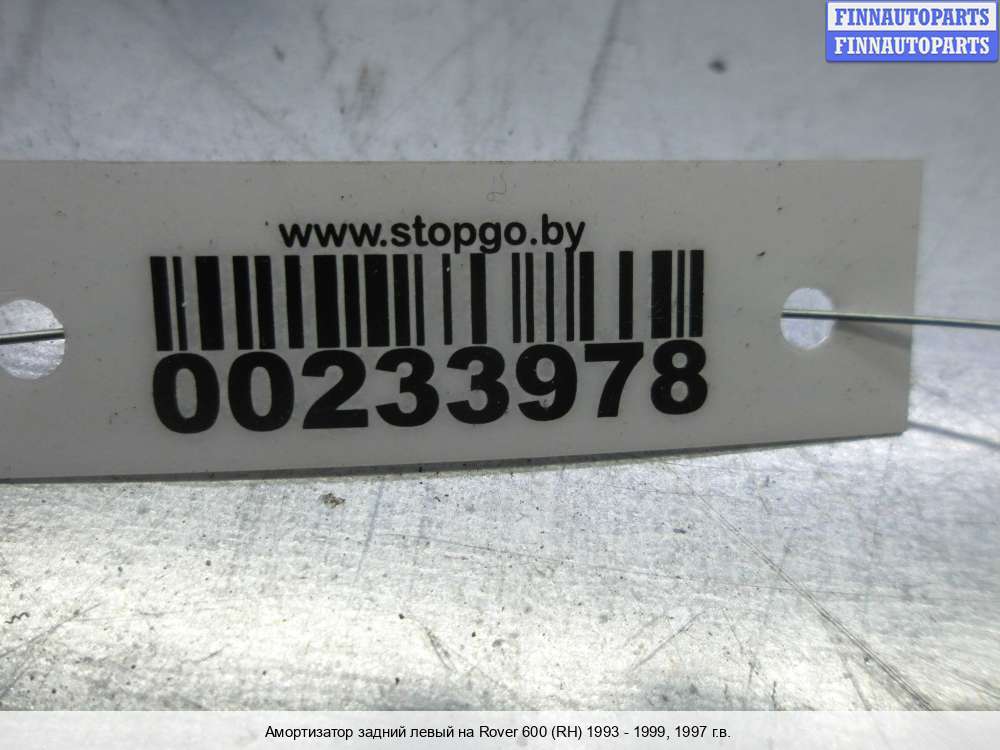 FINNAUTOPARTS
FINNAUTOPARTS
www.stopgo.by
00233978
Амортизатор задний левый на Rover 600 (RH) 1993 - 1999, 1997 г.в.